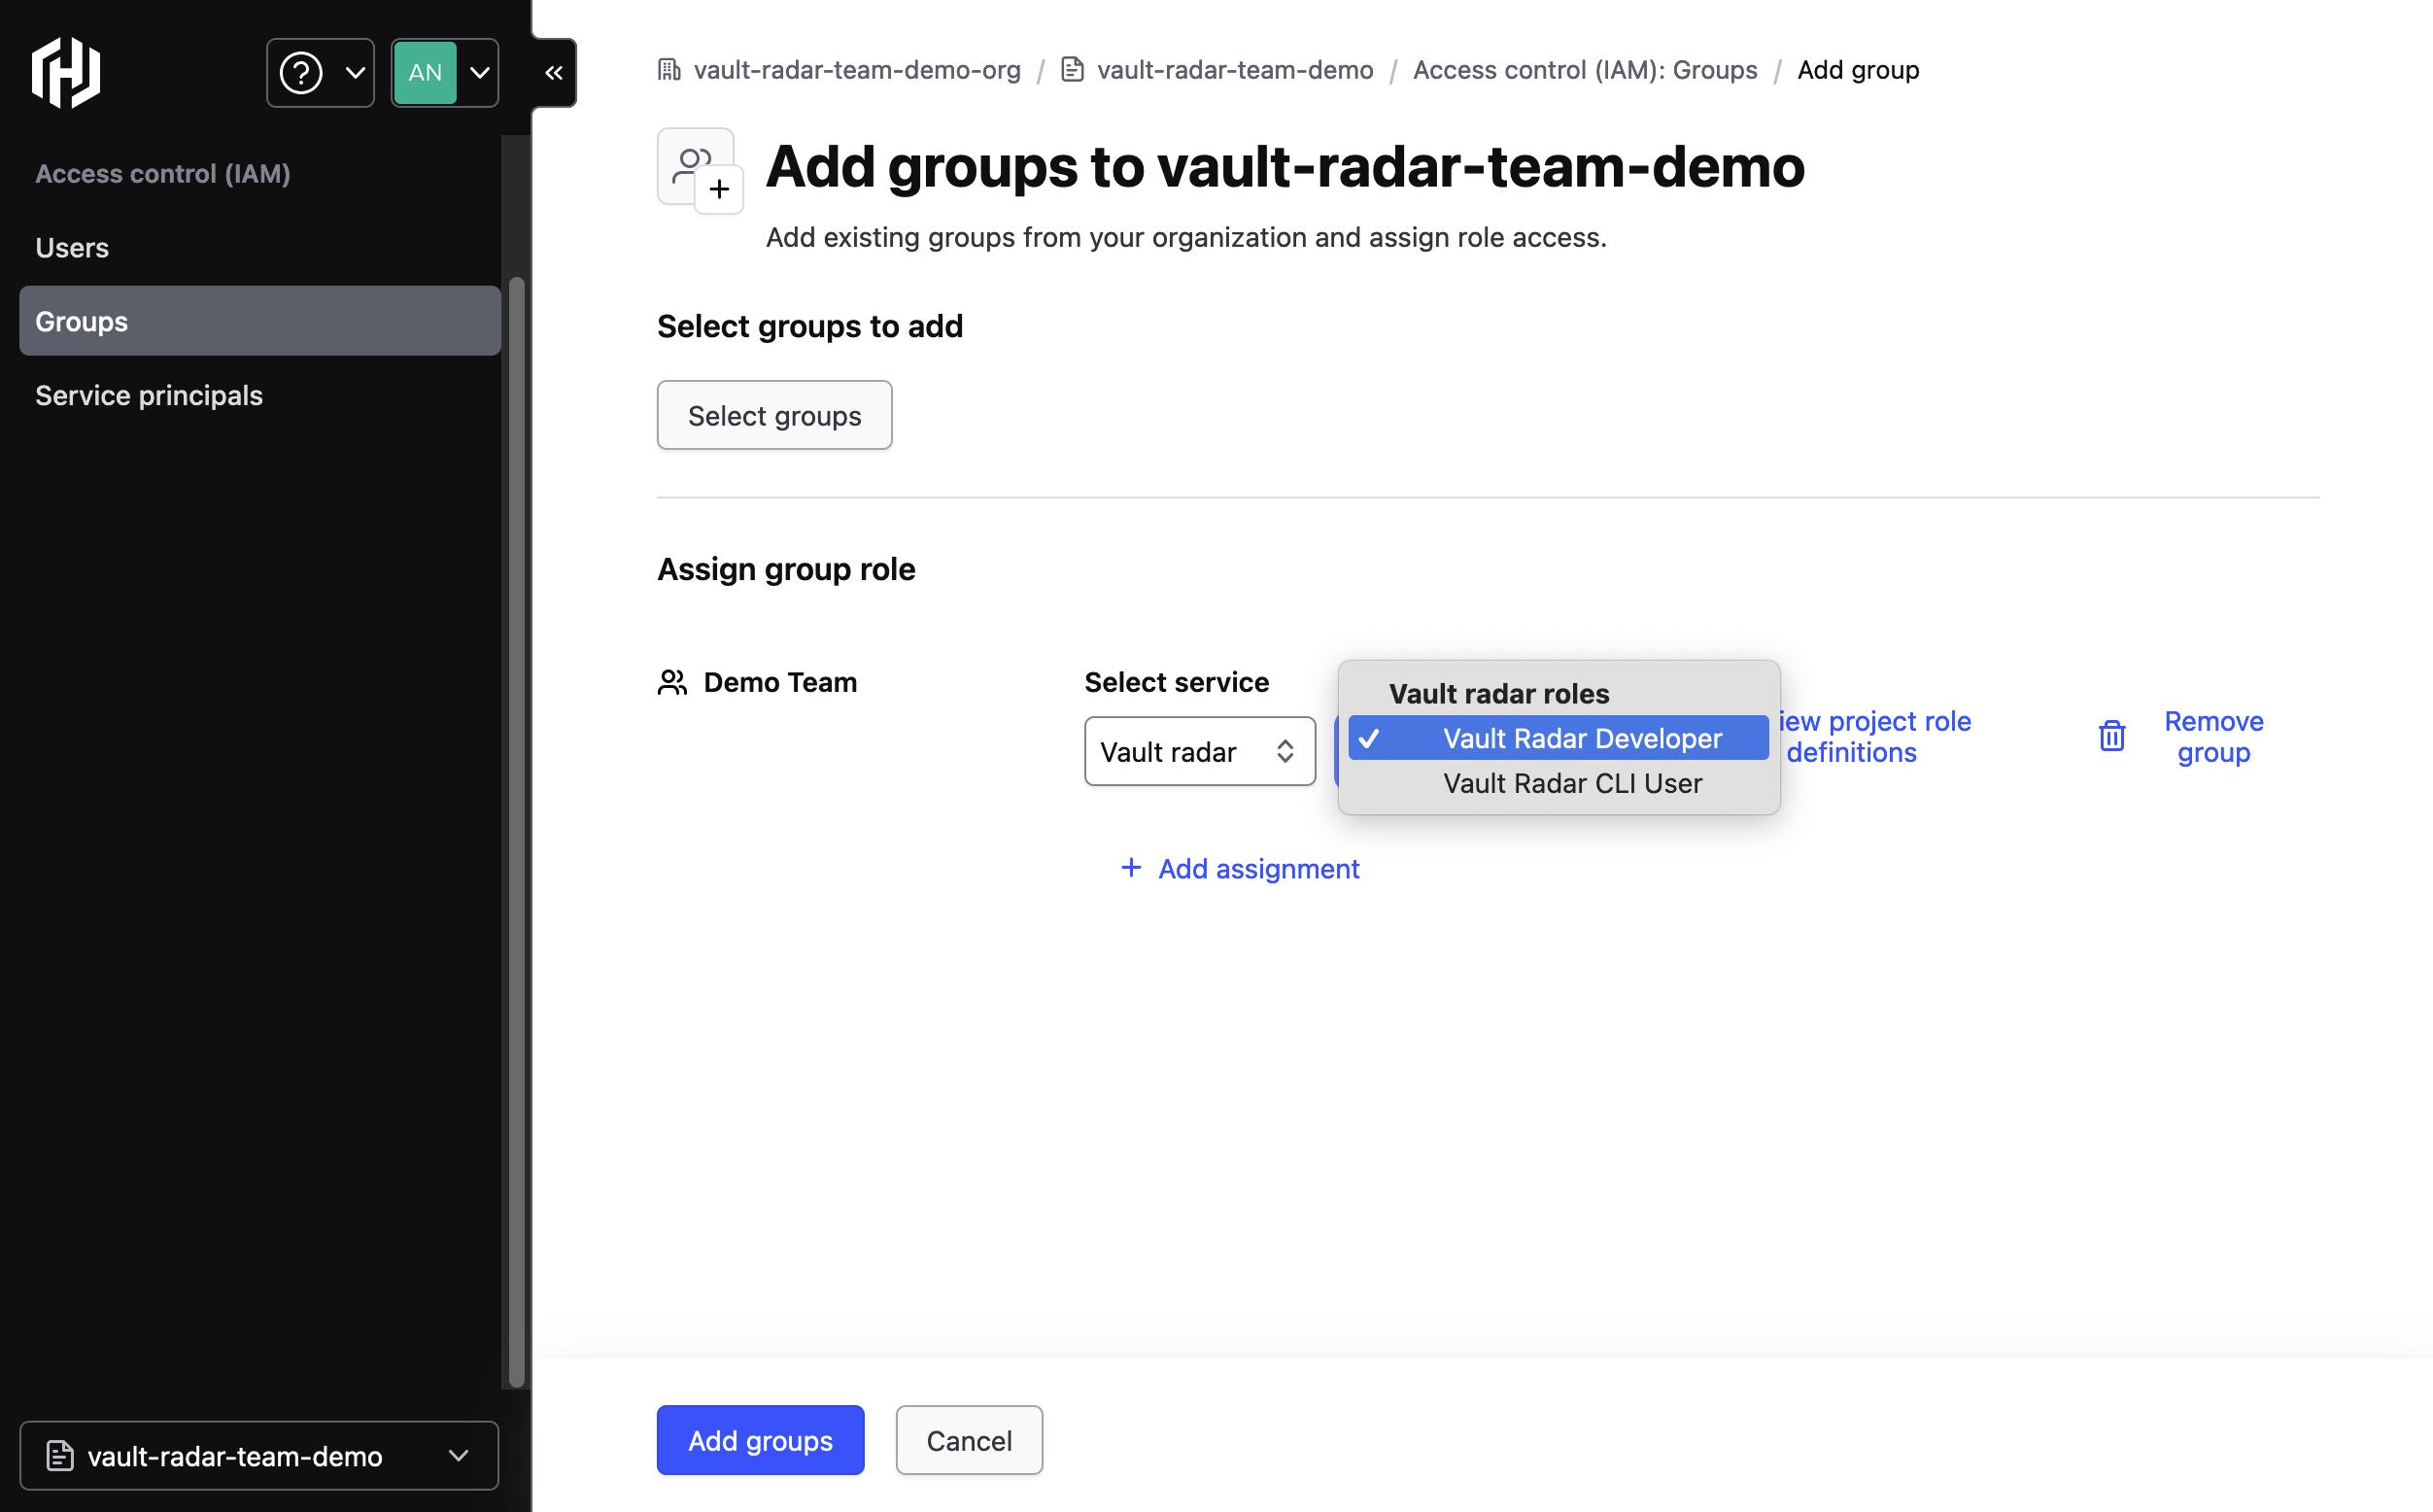 AN
Access control (IAM)
Users
Groups
Service principals
vault-radar-team-demo
vault-radar-team-demo-org / vault-radar-team-demo / Access control (IAM): Groups / Add group
Add groups to vault-radar-team-demo
Add existing groups from your organization and assign role access.
Select groups to add
Select groups
Assign group role
Demo Team
Select service
Vault radar
Vault radar roles
Vault Radar Developer
Vault Radar CLI User
iew project role
definitions
Remove
group
+ Add assignment
Add groups
Cancel